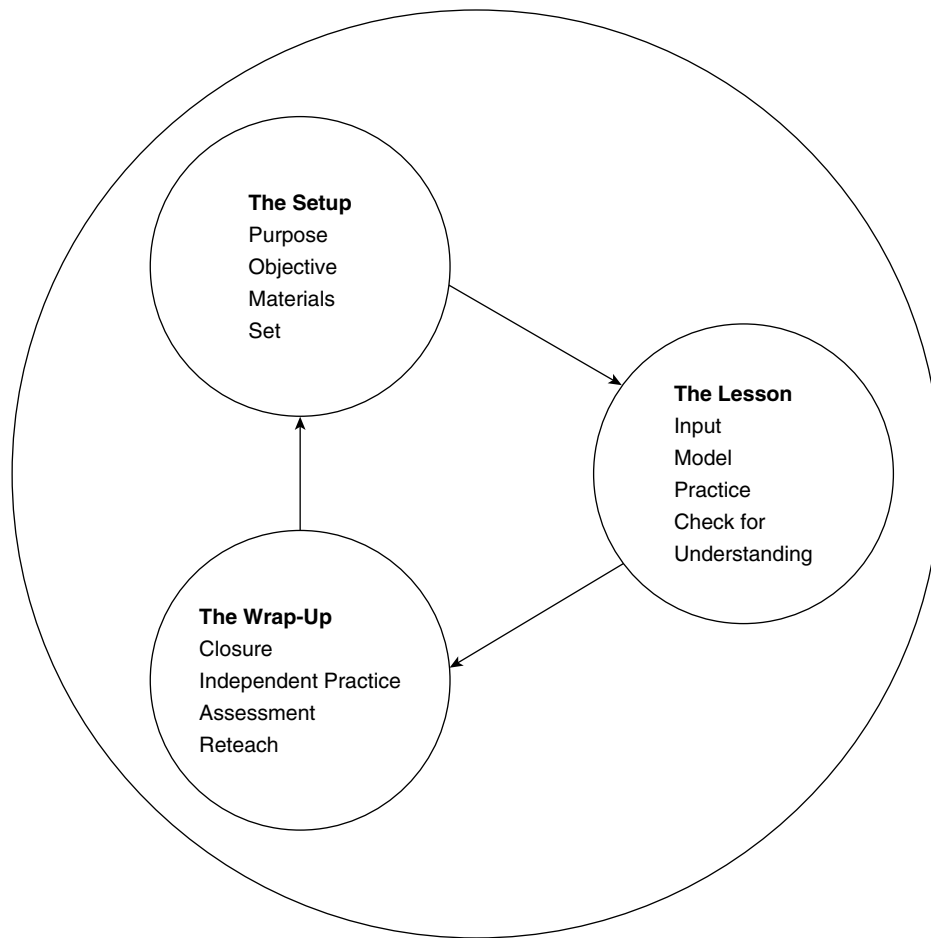 The Setup
Purpose
Objective
Materials
Set
The Lesson
Input
Model
Practice
Check for
Understanding
The Wrap-Up
Closure
Independent Practice
Assessment
Reteach